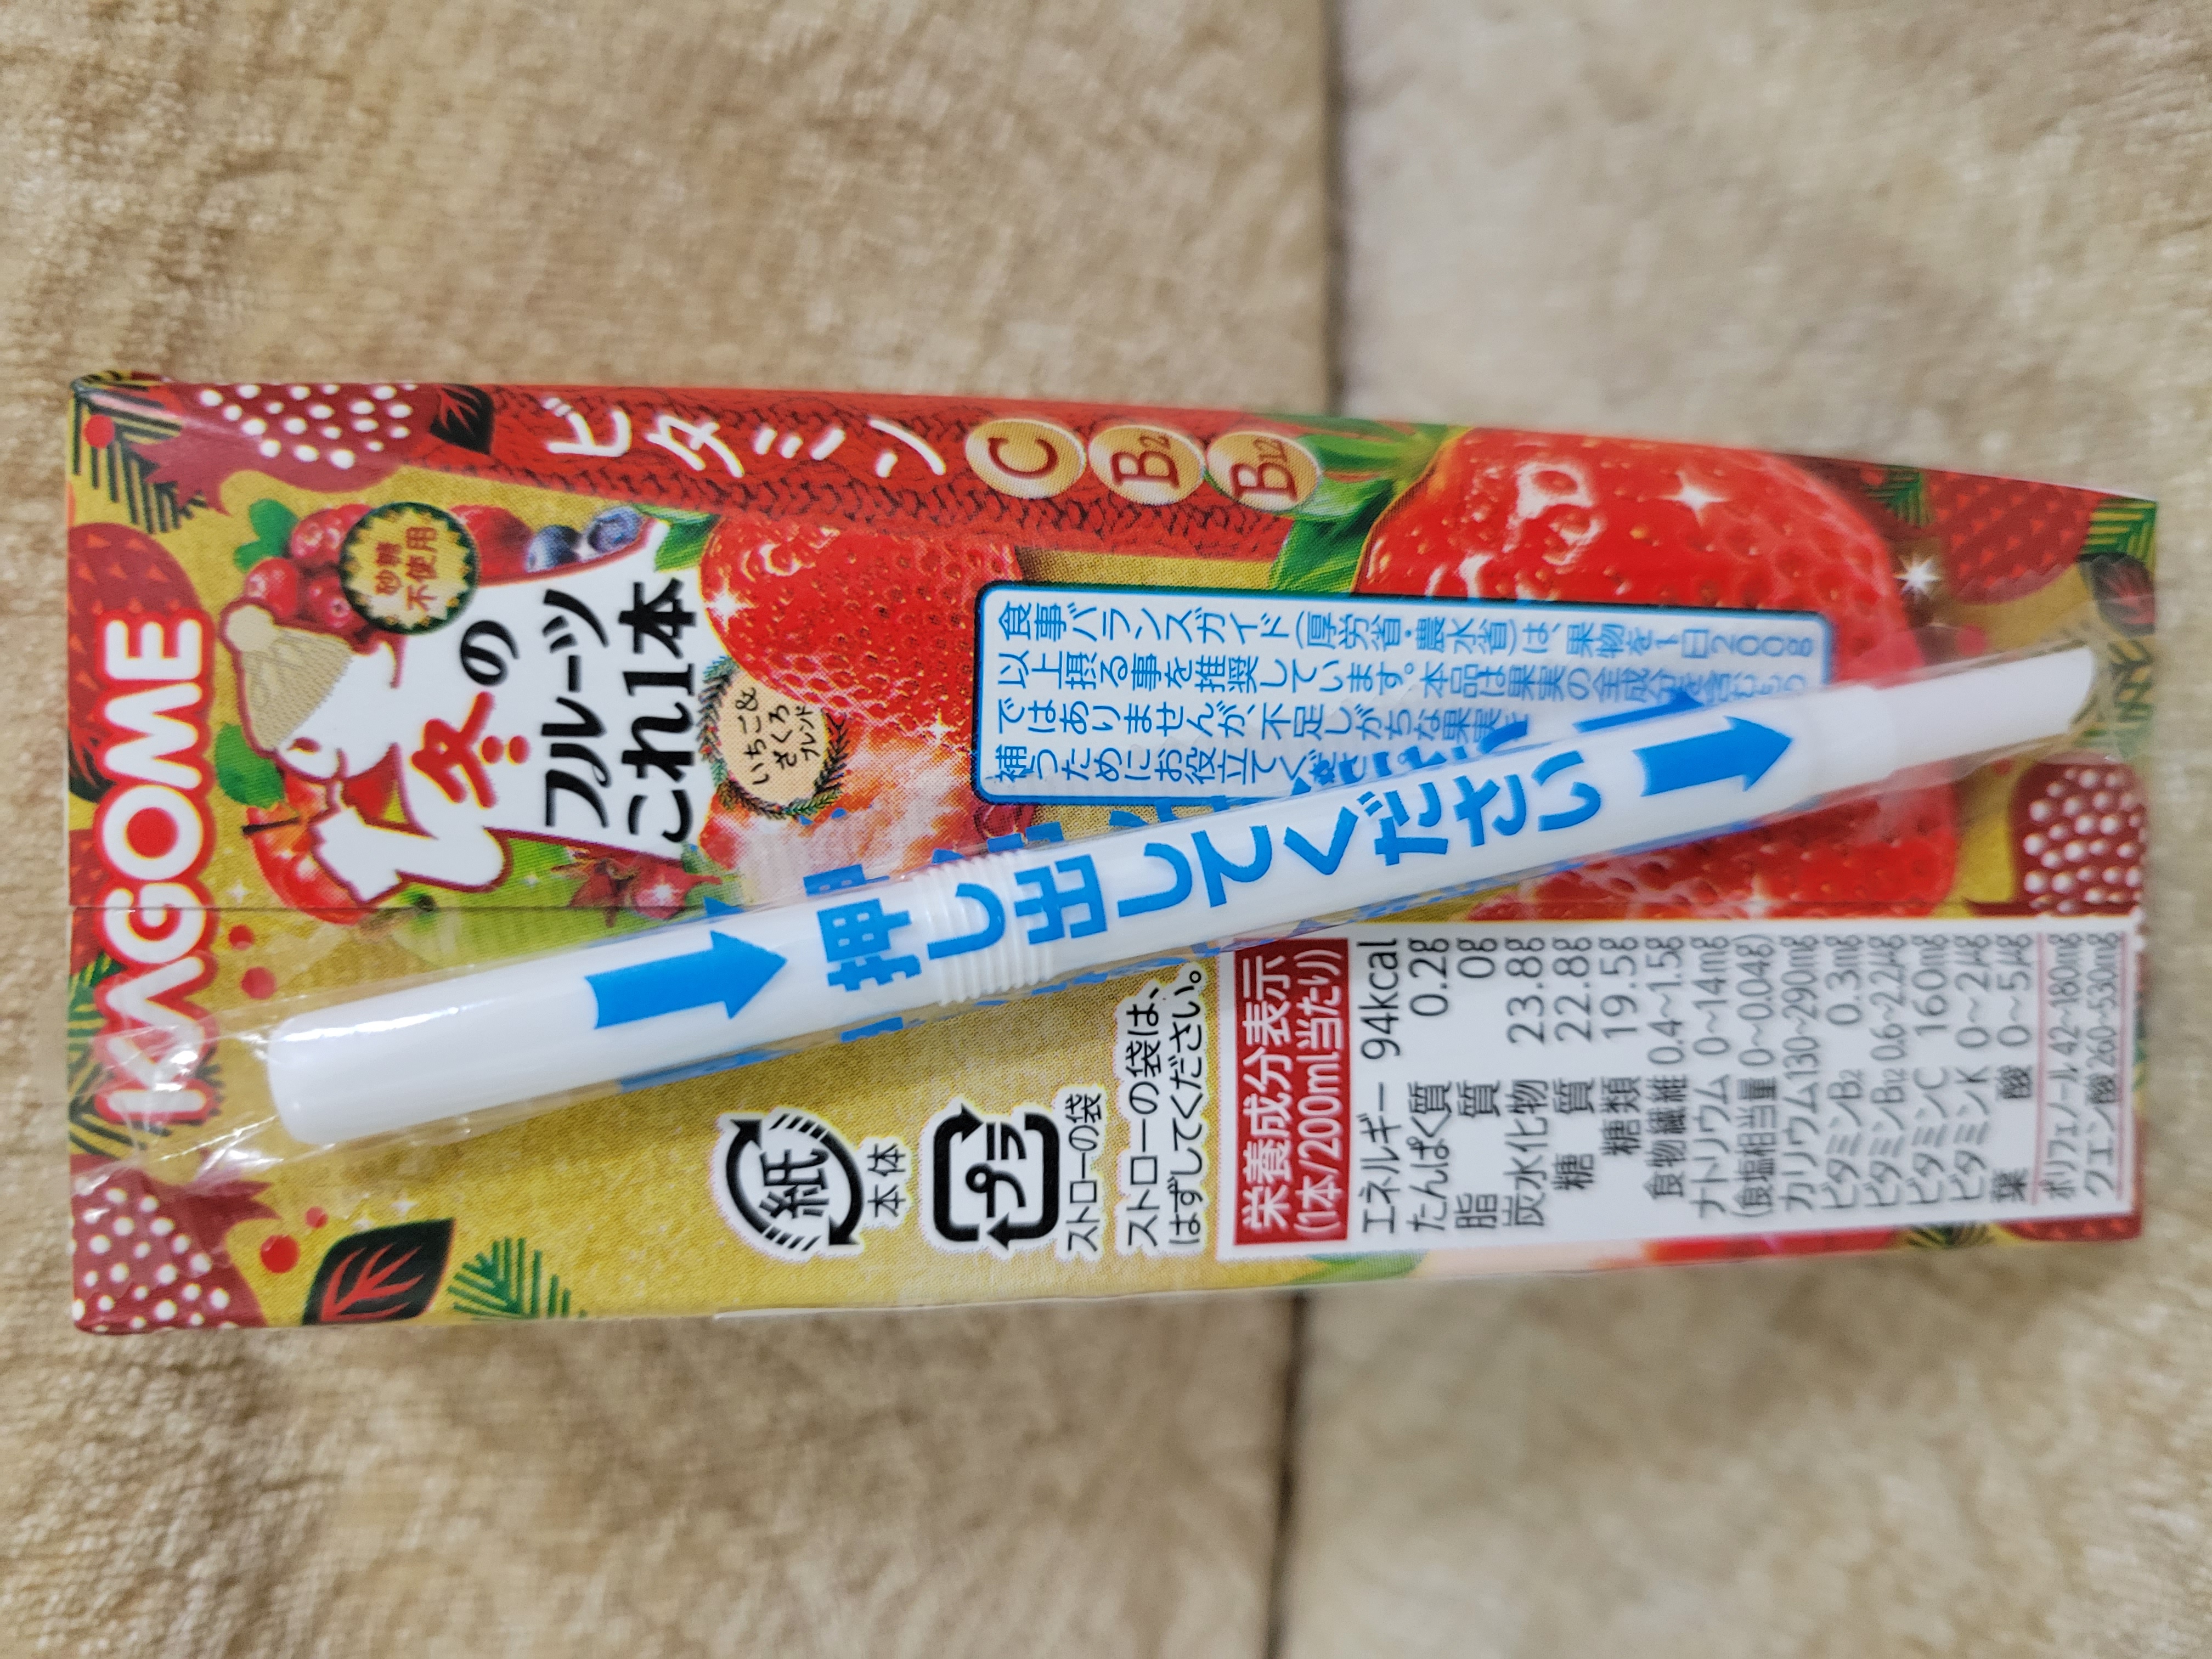 KAGOME
砂糖
不使用
冬の
フルーツ
これ1本
いちご&
ざくろ
ブレンド
ビタミン C B2 B12
食事バランスガイド(厚労省・農水省)は、果物を1日200g
以上摂る事を推奨しています。本品は果実の全成分を含むもの
ではありませんが、不足しがちな果実を
補うためにお役立てください。
押し出してください
紙
本体
プラ
ストローの袋
ストローの袋は、
はずしてください。
栄養成分表示
(1本/200ml当たり)
エネルギー 94kcal
たんぱく質 0.2g
脂質 0g
炭水化物 23.8g
糖質 22.8g
糖類 19.5g
食物繊維 0.4~1.5g
ナトリウム 0~14mg
(食塩相当量 0~0.04g)
カリウム 130~290mg
ビタミンB2 0.3mg
ビタミンB12 0.6~2.2μg
ビタミンC 160mg
ビタミンK 0~2μg
葉酸 0~5μg
ポリフェノール 42~180mg
クエン酸 260~530mg